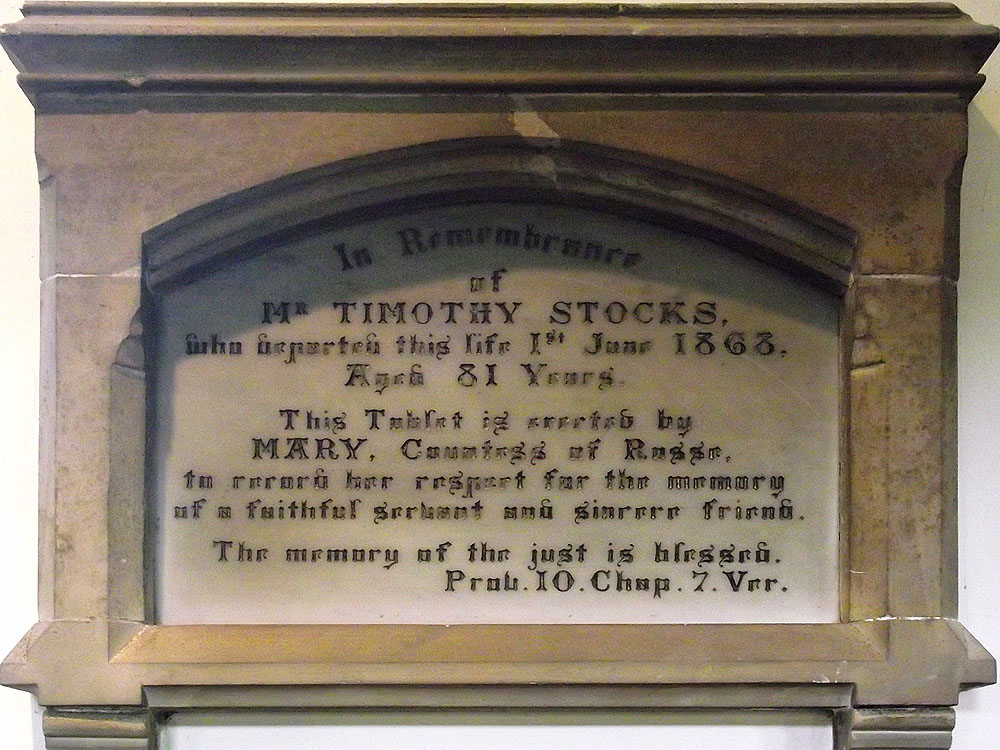 In Remembrance
of
Mr TIMOTHY STOCKS,
who departed this life 1st June 1868.
Aged 81 Years.
This Tablet is erected by
MARY, Countess of Rosse,
to record her respect for the memory
of a faithful servant and sincere friend.
The memory of the just is blessed.
Prov. 10. Chap. 7. Ver.